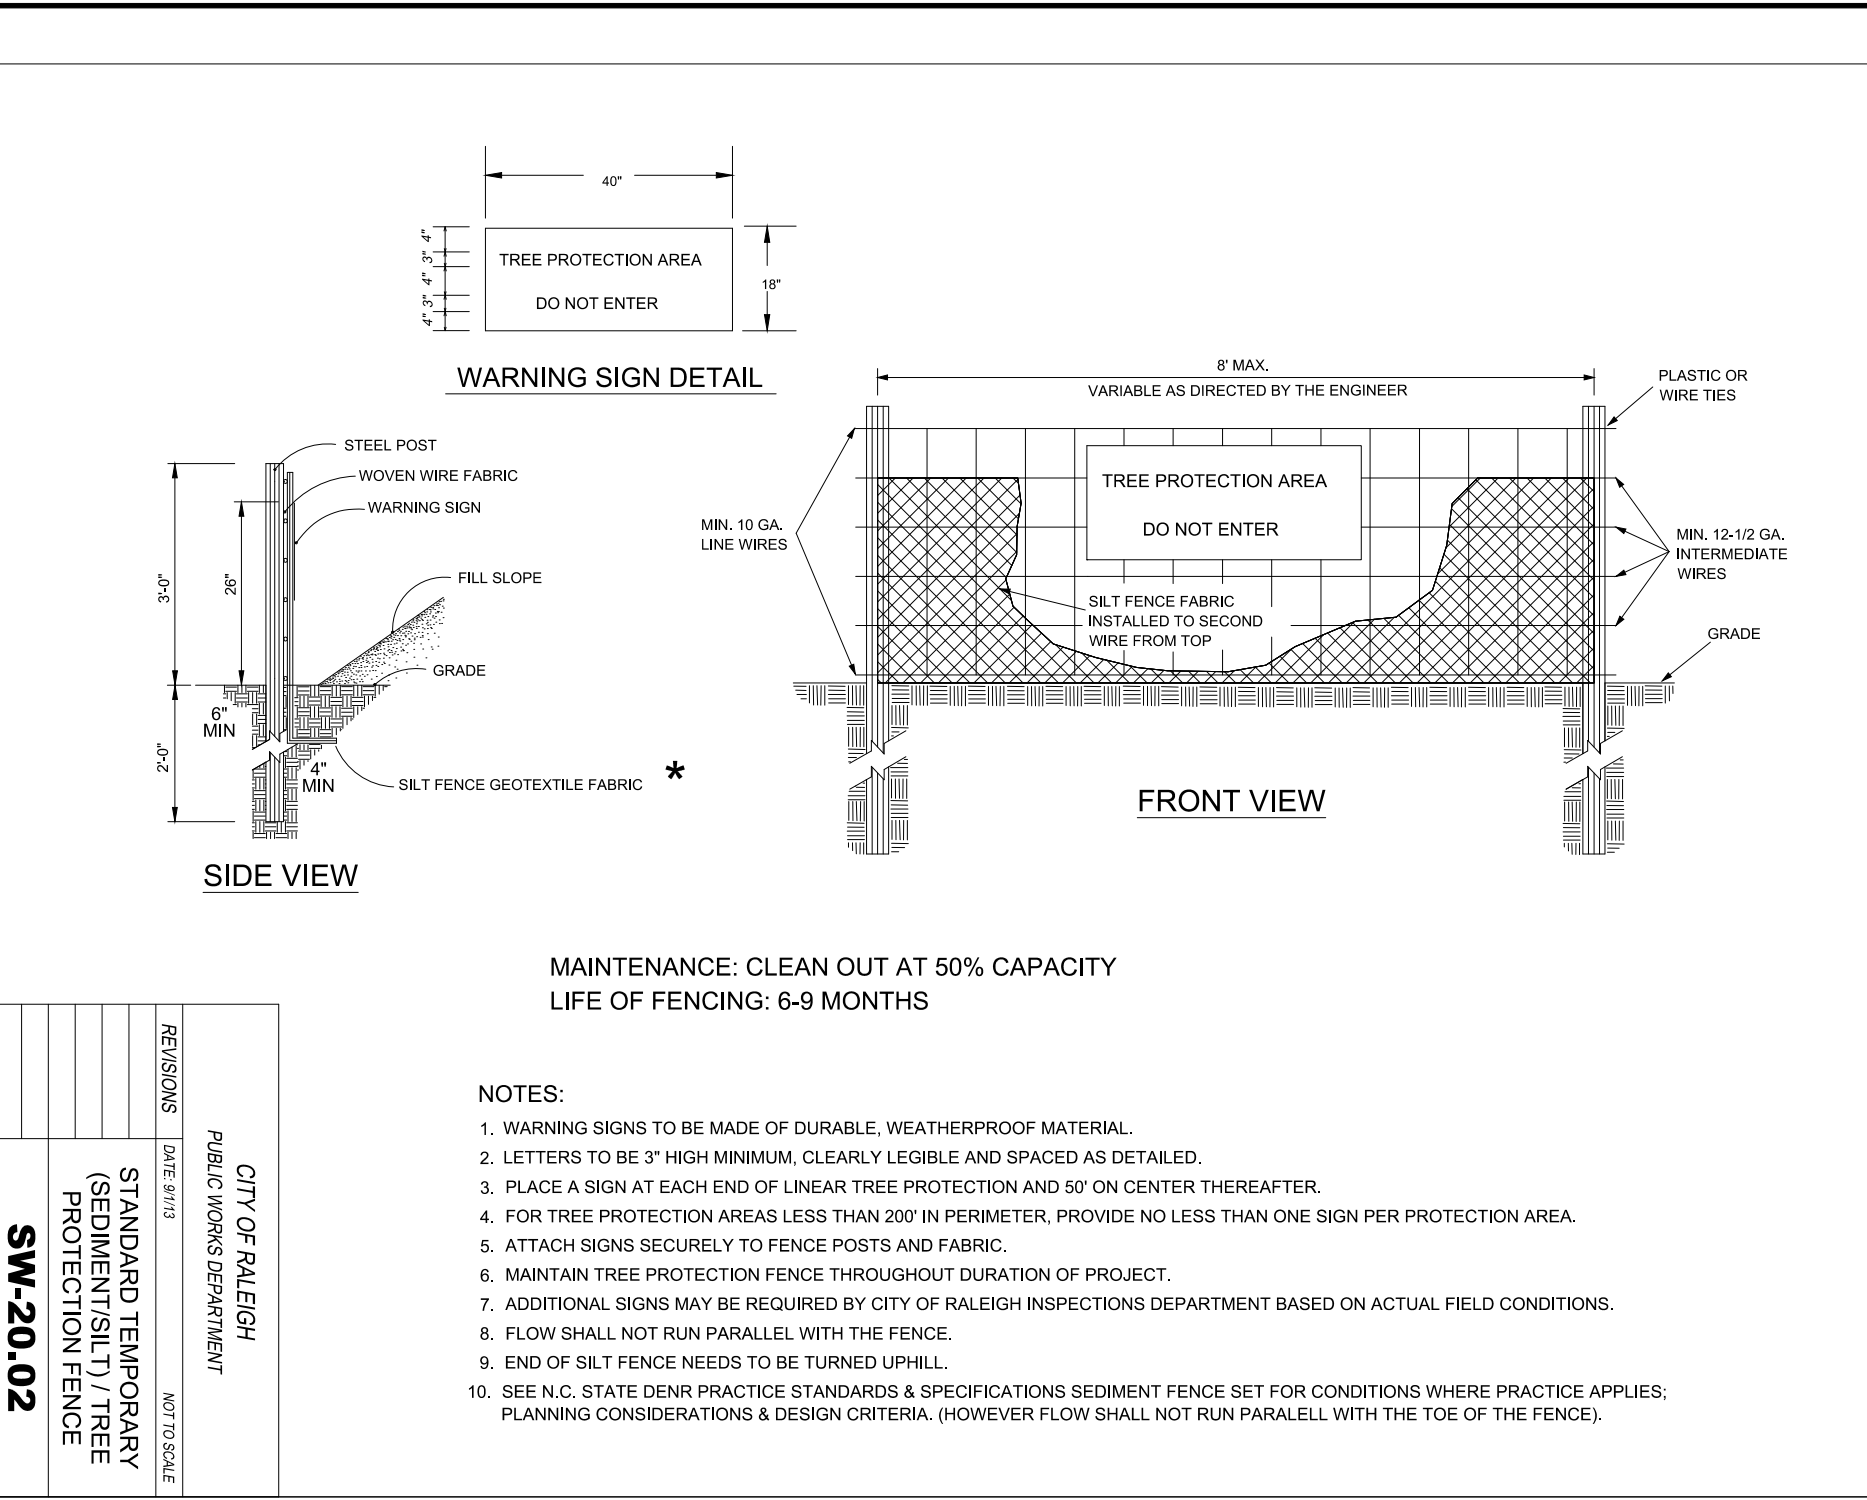 40"
4"
3"
4"
3"
4"
TREE PROTECTION AREA
DO NOT ENTER
18"
WARNING SIGN DETAIL
STEEL POST
WOVEN WIRE FABRIC
WARNING SIGN
FILL SLOPE
GRADE
3'-0"
26"
2'-0"
6"
MIN
4"
MIN
SILT FENCE GEOTEXTILE FABRIC *
SIDE VIEW
8' MAX.
VARIABLE AS DIRECTED BY THE ENGINEER
PLASTIC OR
WIRE TIES
MIN. 10 GA.
LINE WIRES
TREE PROTECTION AREA
DO NOT ENTER
MIN. 12-1/2 GA.
INTERMEDIATE
WIRES
SILT FENCE FABRIC
INSTALLED TO SECOND
WIRE FROM TOP
GRADE
FRONT VIEW
MAINTENANCE: CLEAN OUT AT 50% CAPACITY
LIFE OF FENCING: 6-9 MONTHS
NOTES:
1. WARNING SIGNS TO BE MADE OF DURABLE, WEATHERPROOF MATERIAL.
2. LETTERS TO BE 3" HIGH MINIMUM, CLEARLY LEGIBLE AND SPACED AS DETAILED.
3. PLACE A SIGN AT EACH END OF LINEAR TREE PROTECTION AND 50' ON CENTER THEREAFTER.
4. FOR TREE PROTECTION AREAS LESS THAN 200' IN PERIMETER, PROVIDE NO LESS THAN ONE SIGN PER PROTECTION AREA.
5. ATTACH SIGNS SECURELY TO FENCE POSTS AND FABRIC.
6. MAINTAIN TREE PROTECTION FENCE THROUGHOUT DURATION OF PROJECT.
7. ADDITIONAL SIGNS MAY BE REQUIRED BY CITY OF RALEIGH INSPECTIONS DEPARTMENT BASED ON ACTUAL FIELD CONDITIONS.
8. FLOW SHALL NOT RUN PARALLEL WITH THE FENCE.
9. END OF SILT FENCE NEEDS TO BE TURNED UPHILL.
10. SEE N.C. STATE DENR PRACTICE STANDARDS & SPECIFICATIONS SEDIMENT FENCE SET FOR CONDITIONS WHERE PRACTICE APPLIES;
PLANNING CONSIDERATIONS & DESIGN CRITERIA. (HOWEVER FLOW SHALL NOT RUN PARALELL WITH THE TOE OF THE FENCE).
CITY OF RALEIGH
PUBLIC WORKS DEPARTMENT
REVISIONS DATE: 9/1/13 NOT TO SCALE
STANDARD TEMPORARY
(SEDIMENT/SILT) / TREE
PROTECTION FENCE
SW-20.02